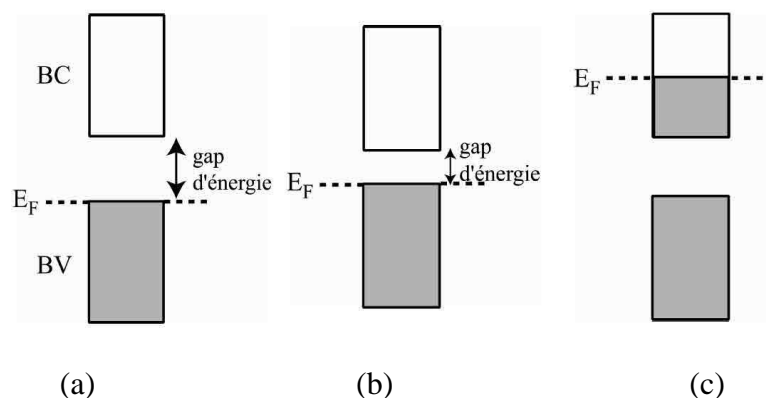 BC
gap
d'énergie
E_F
BV
gap
d'énergie
E_F
E_F
(a) (b) (c)